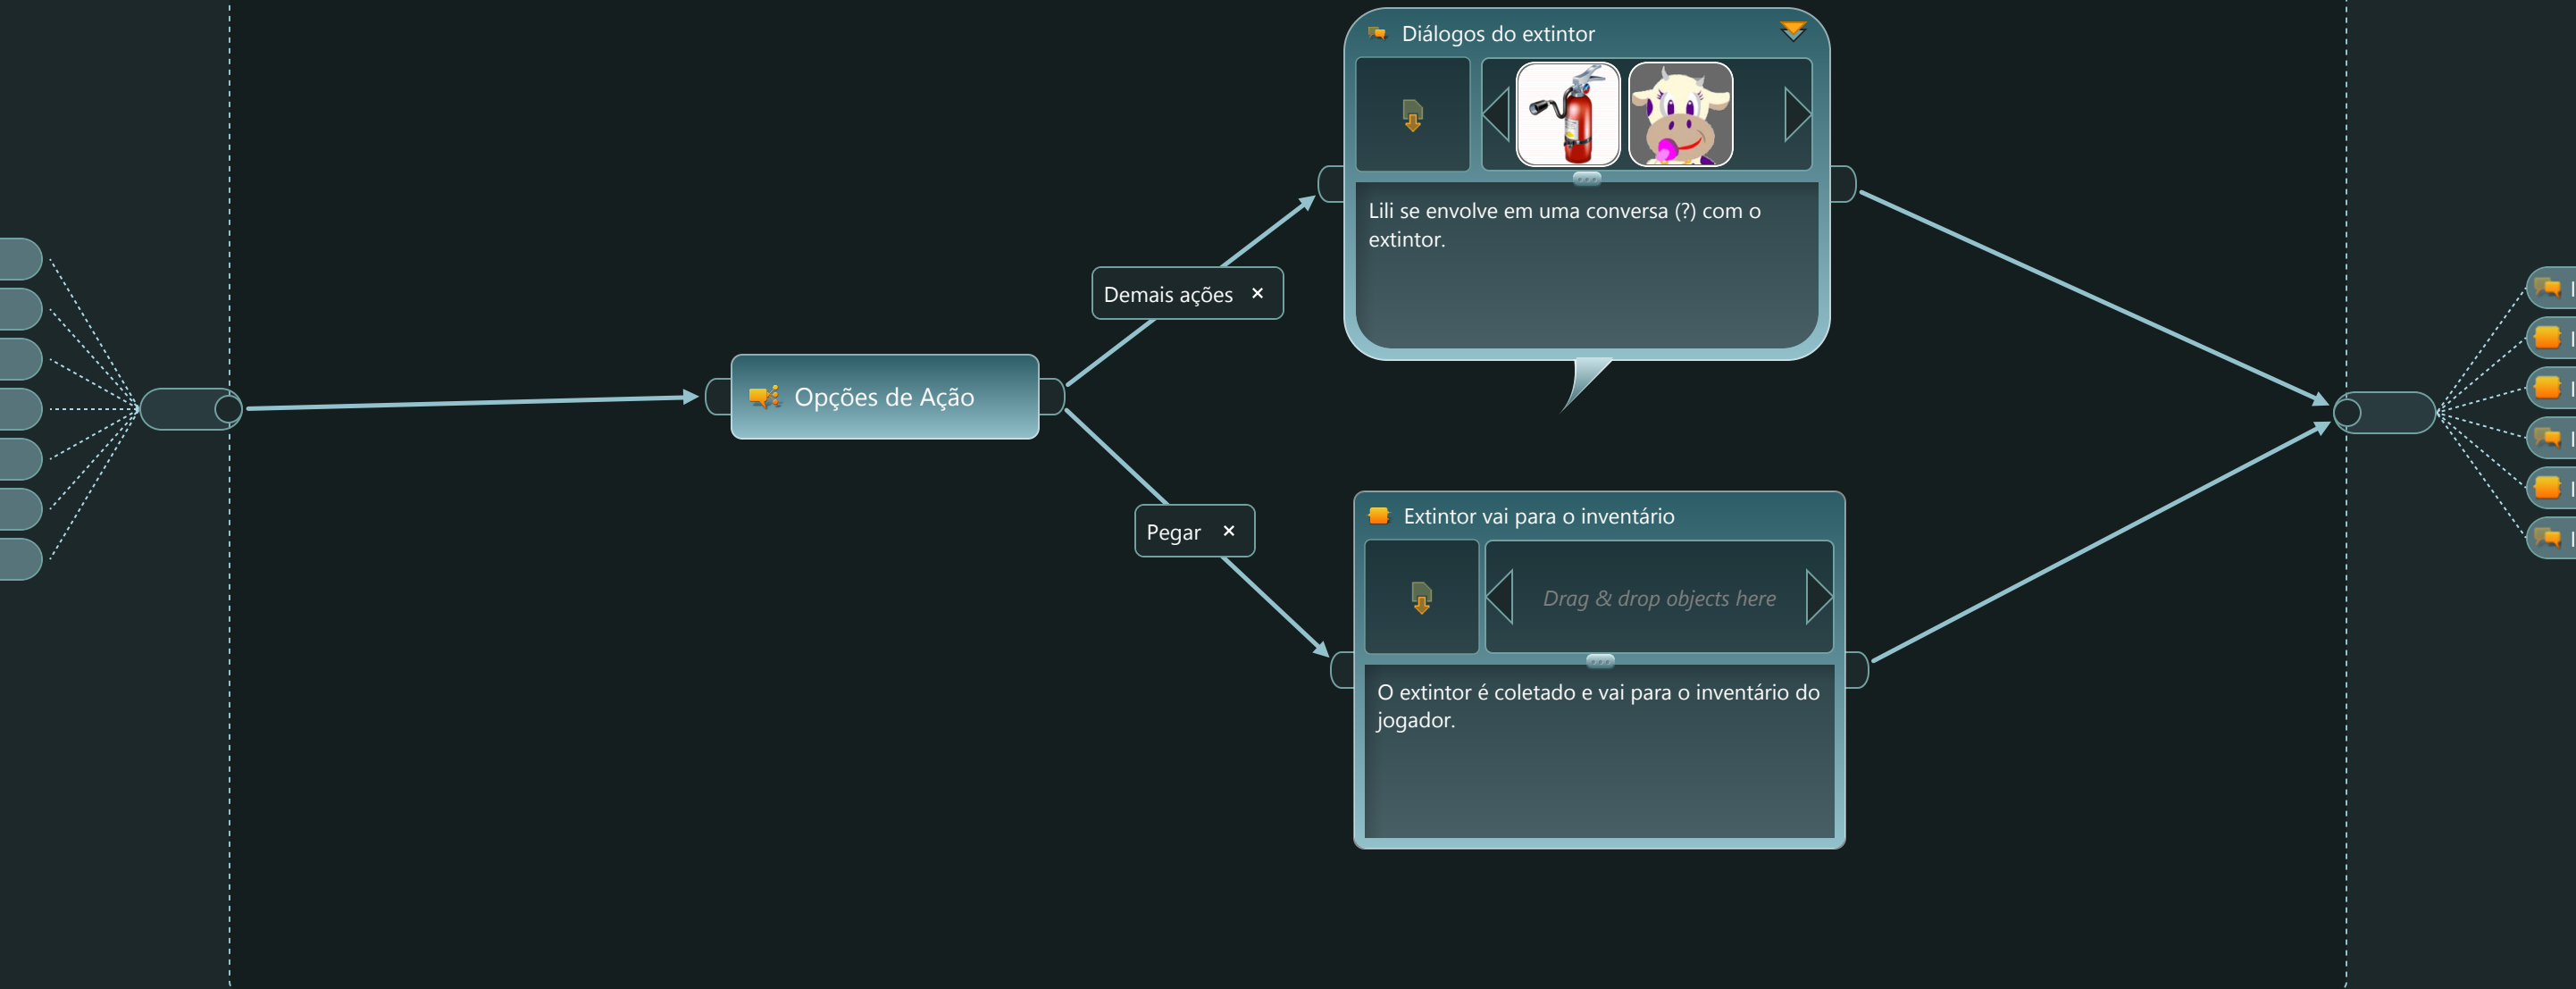 Diálogos do extintor
Lili se envolve em uma conversa (?) com o
extintor.
Demais ações ×
Opções de Ação
Pegar ×
Extintor vai para o inventário
Drag & drop objects here
O extintor é coletado e vai para o inventário do
jogador.